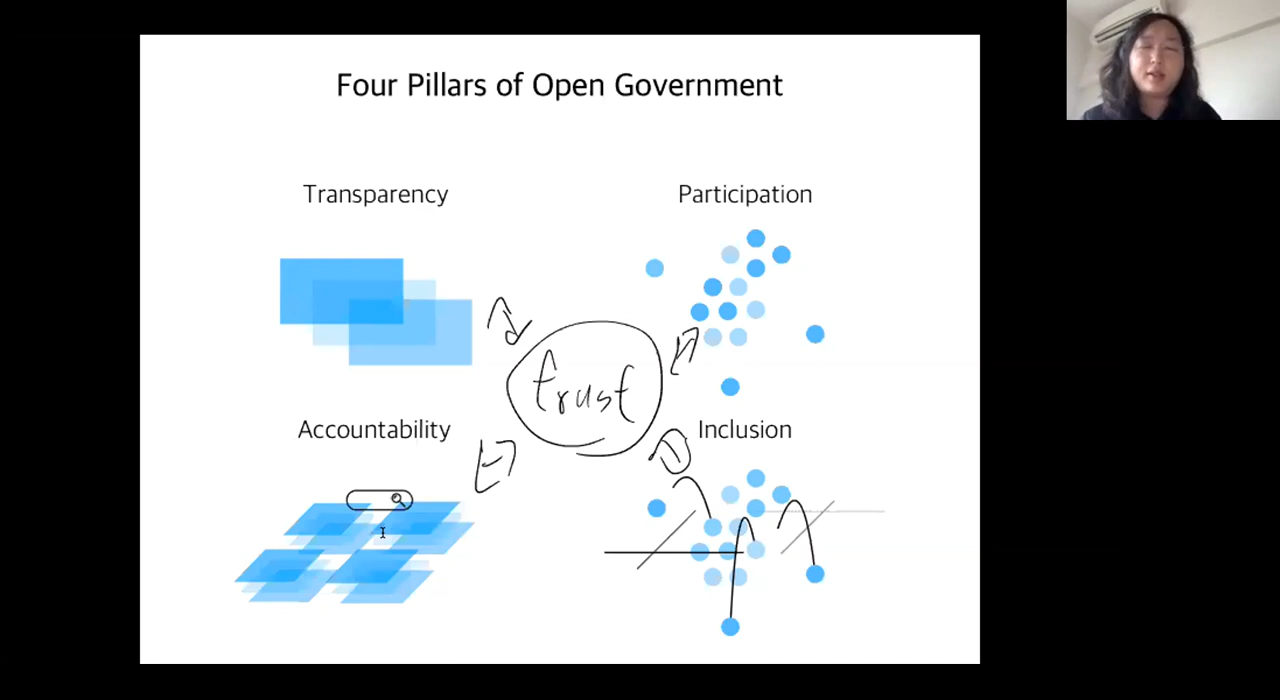 Four Pillars of Open Government
Transparency
Participation
trust
Accountability
Inclusion